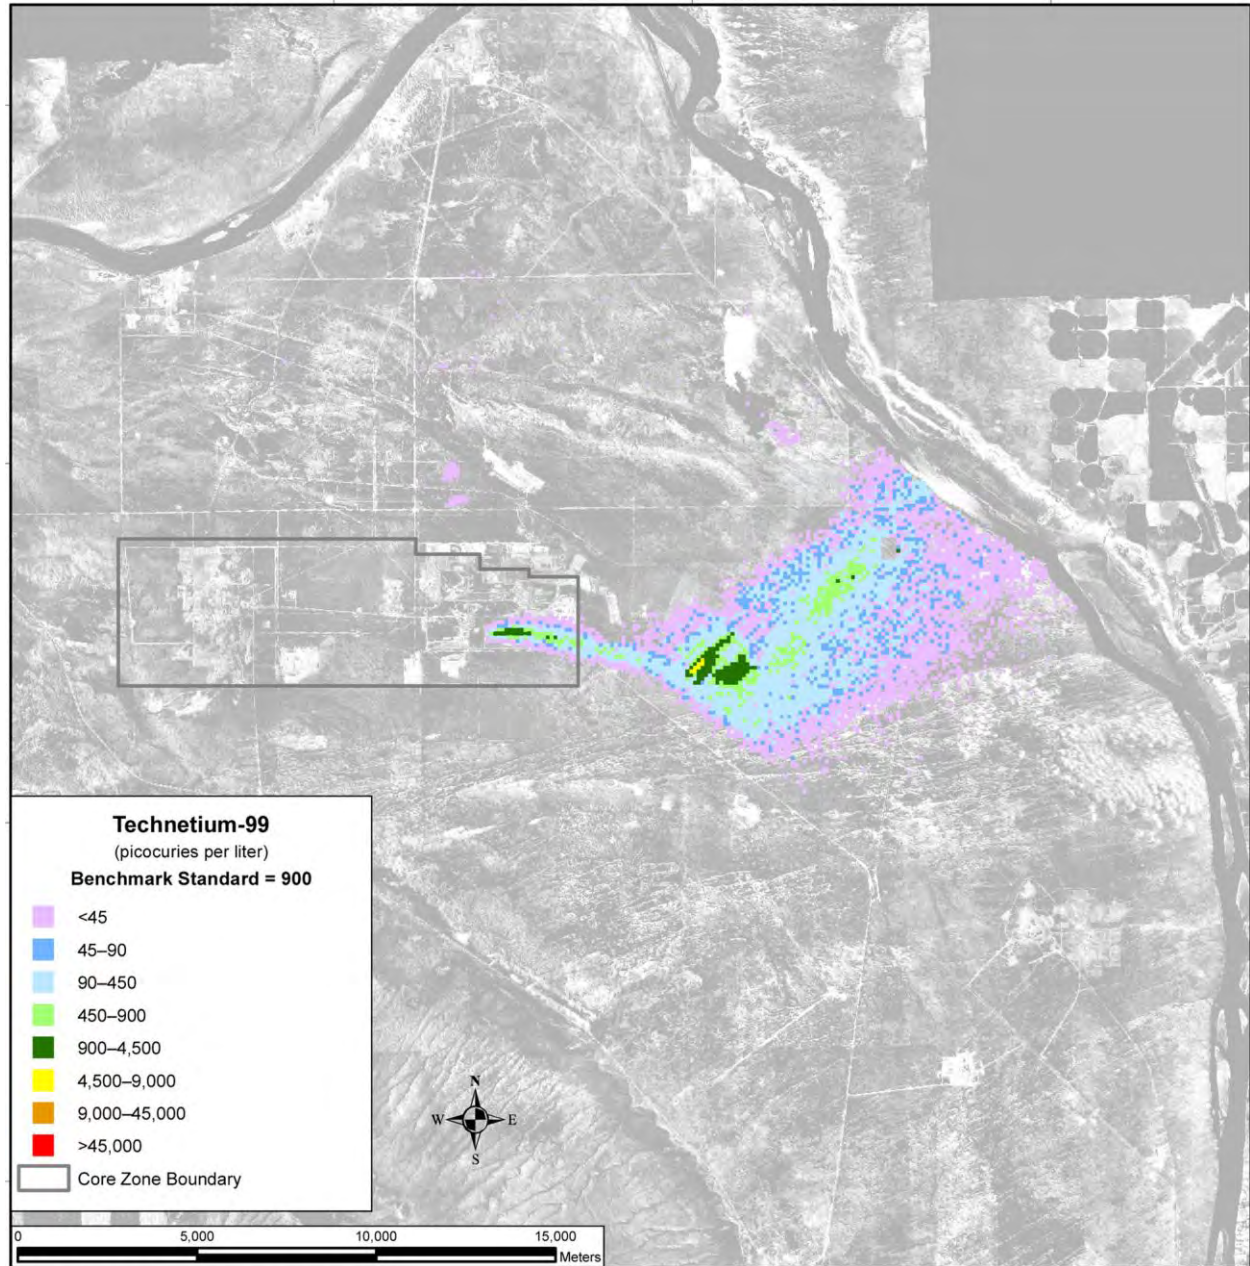 Technetium-99
(picocuries per liter)
Benchmark Standard = 900
<45
45–90
90–450
450–900
900–4,500
4,500–9,000
9,000–45,000
>45,000
Core Zone Boundary
N
W E
S
0 5,000 10,000 15,000
Meters